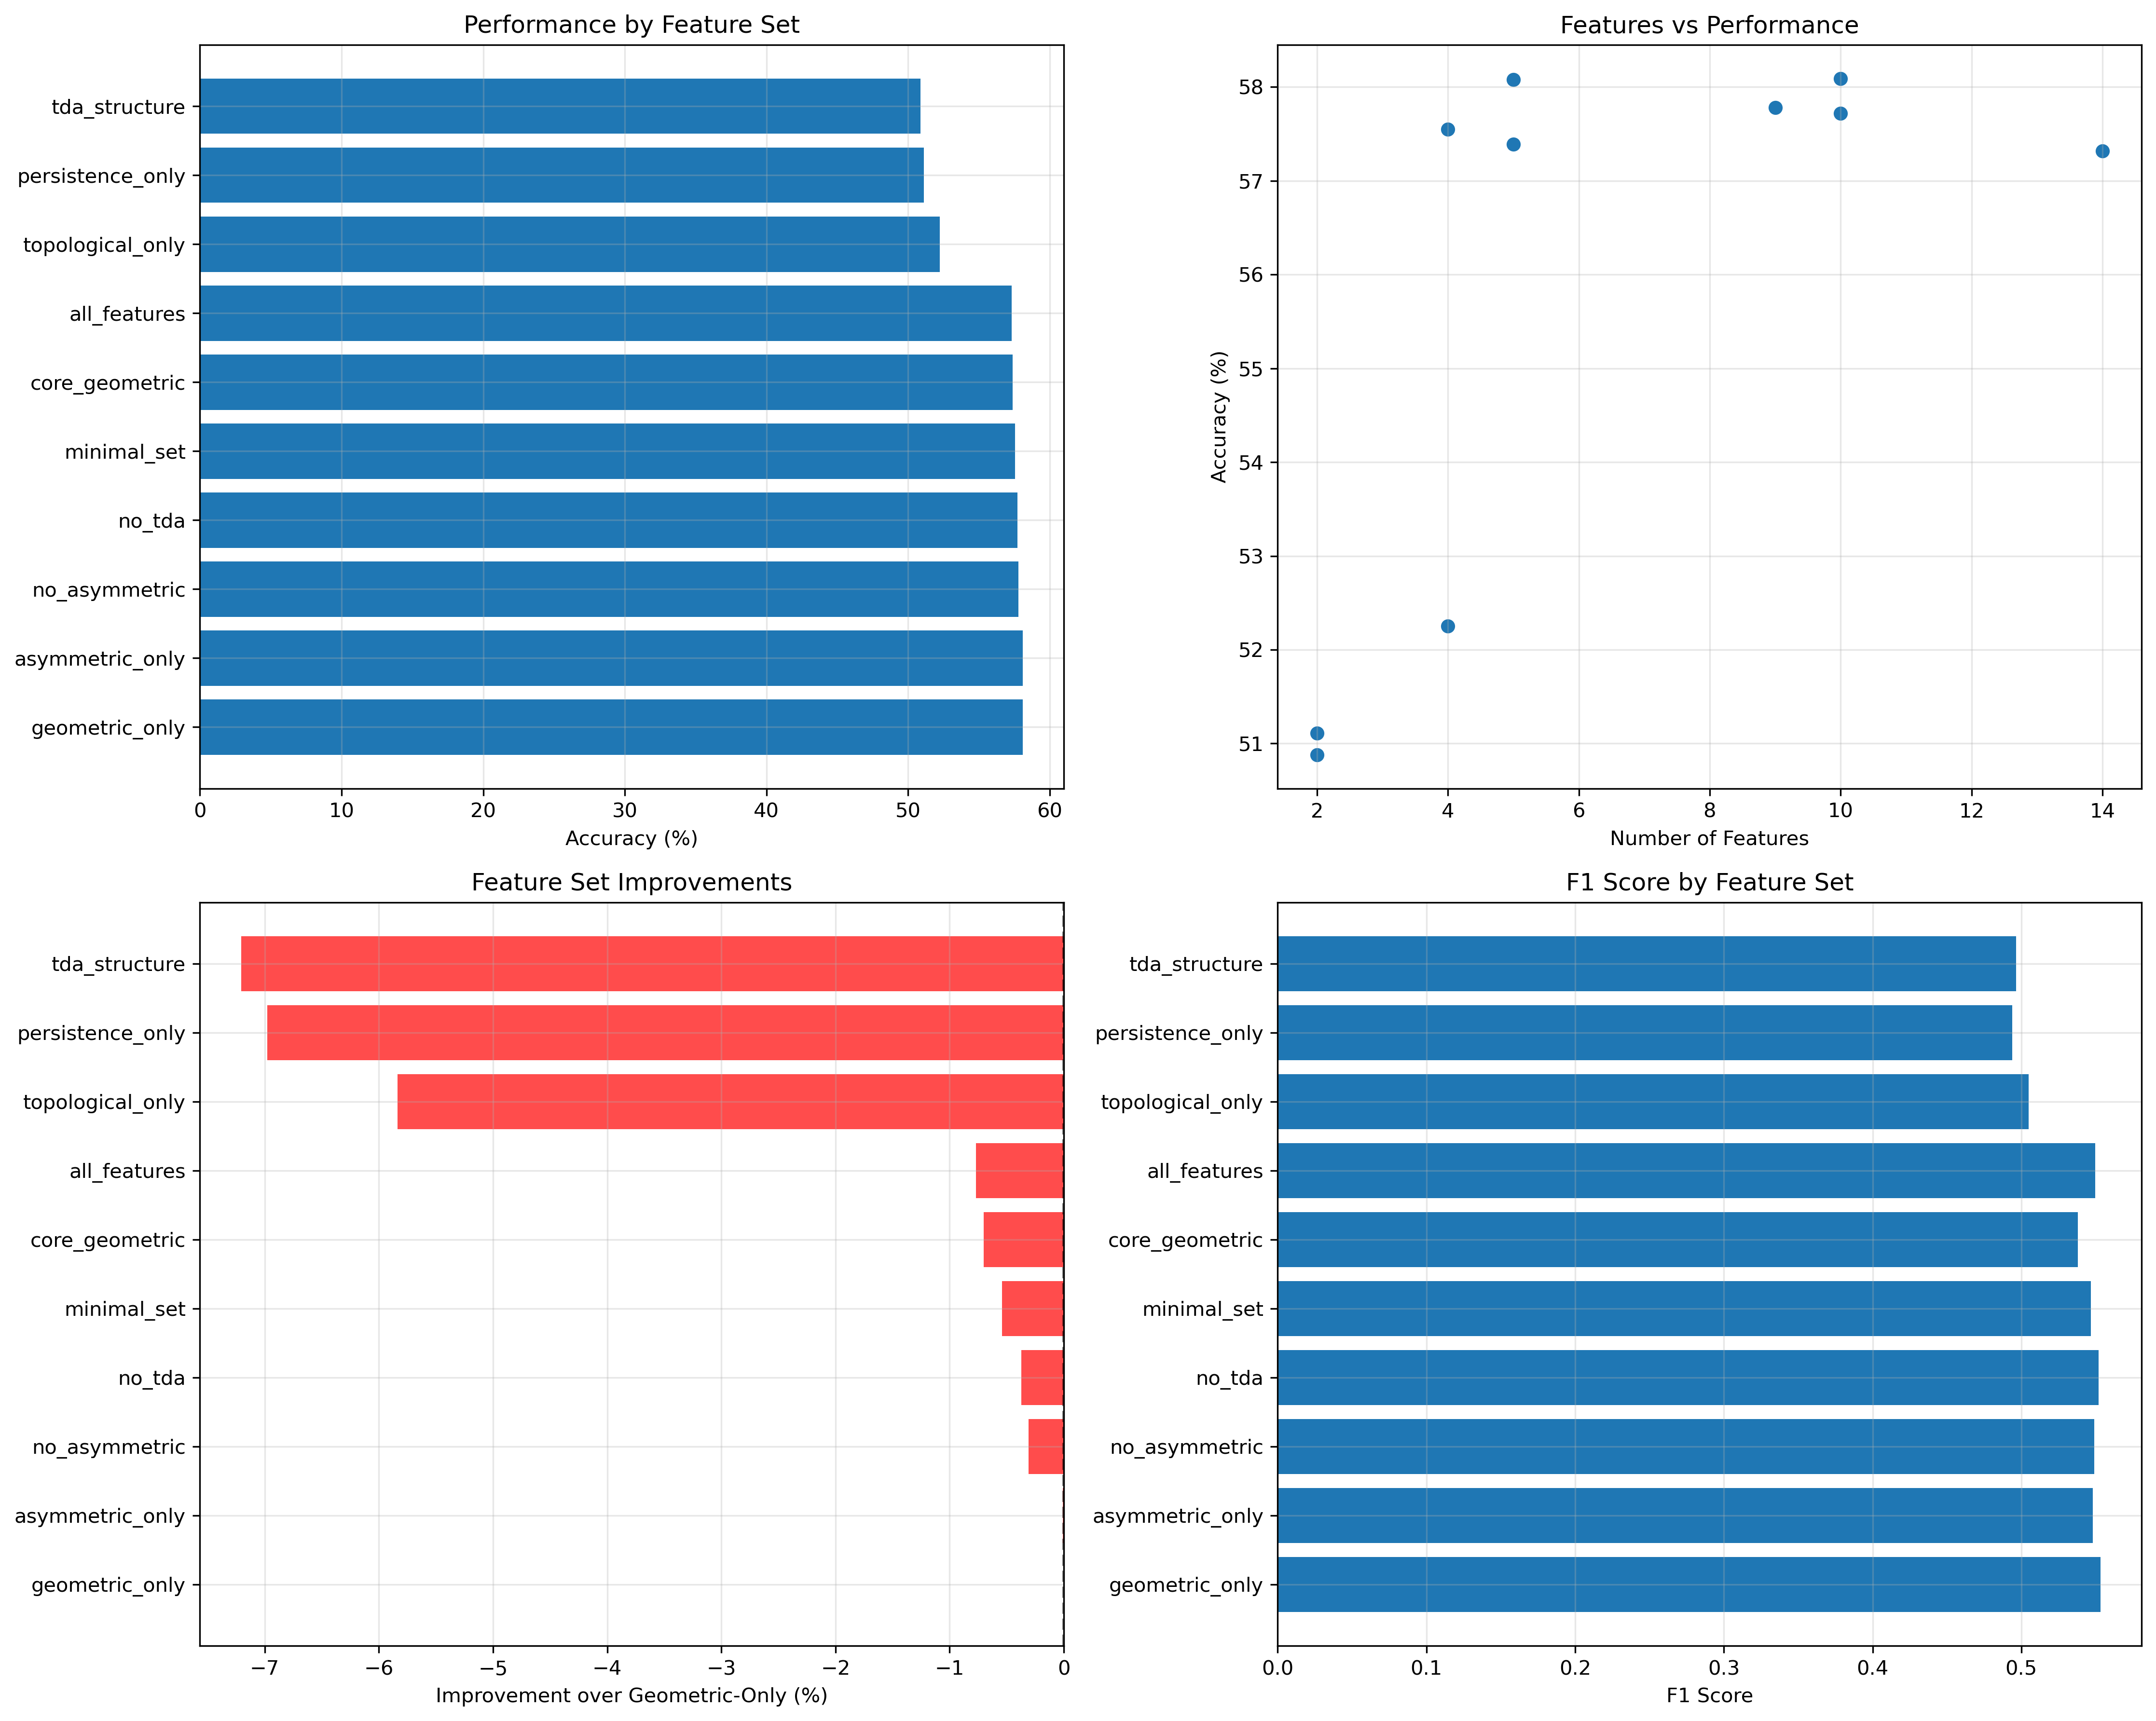 Performance by Feature Set
tda_structure
persistence_only
topological_only
all_features
core_geometric
minimal_set
no_tda
no_asymmetric
asymmetric_only
geometric_only
0 10 20 30 40 50 60
Accuracy (%)
Features vs Performance
Accuracy (%)
58
57
56
55
54
53
52
51
2 4 6 8 10 12 14
Number of Features
Feature Set Improvements
tda_structure
persistence_only
topological_only
all_features
core_geometric
minimal_set
no_tda
no_asymmetric
asymmetric_only
geometric_only
−7 −6 −5 −4 −3 −2 −1 0
Improvement over Geometric-Only (%)
F1 Score by Feature Set
tda_structure
persistence_only
topological_only
all_features
core_geometric
minimal_set
no_tda
no_asymmetric
asymmetric_only
geometric_only
0.0 0.1 0.2 0.3 0.4 0.5
F1 Score